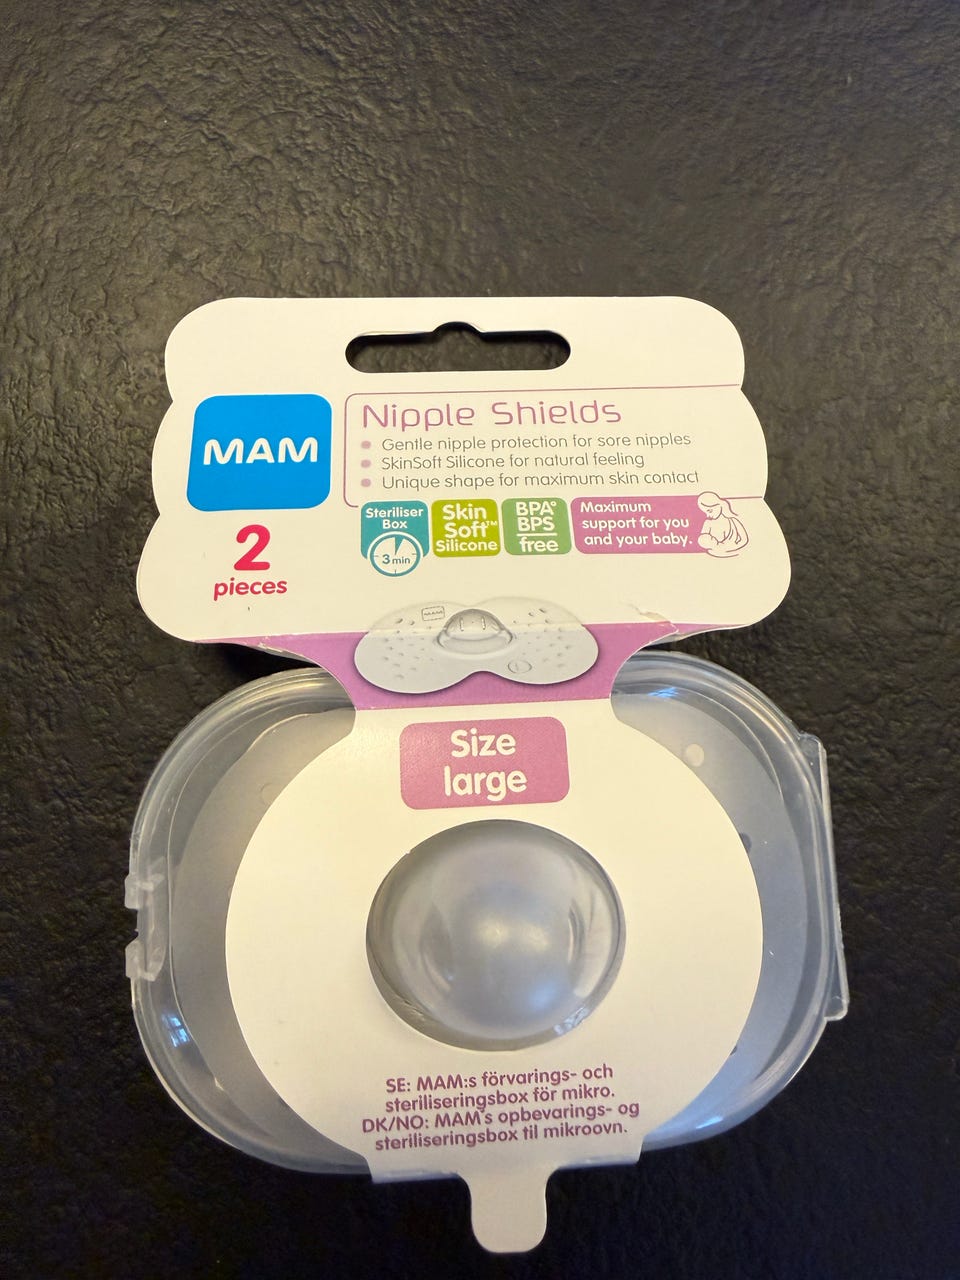 MAM
2
pieces
Nipple Shields
Gentle nipple protection for sore nipples
SkinSoft Silicone for natural feeling
Unique shape for maximum skin contact
Steriliser
Box
3 min
Skin
Soft™
Silicone
BPA°
BPS
free
Maximum
support for you
and your baby.
MAM
Size
large
SE: MAM:s förvarings- och
steriliseringsbox för mikro.
DK/NO: MAM's opbevarings- og
steriliseringsbox til mikroovn.